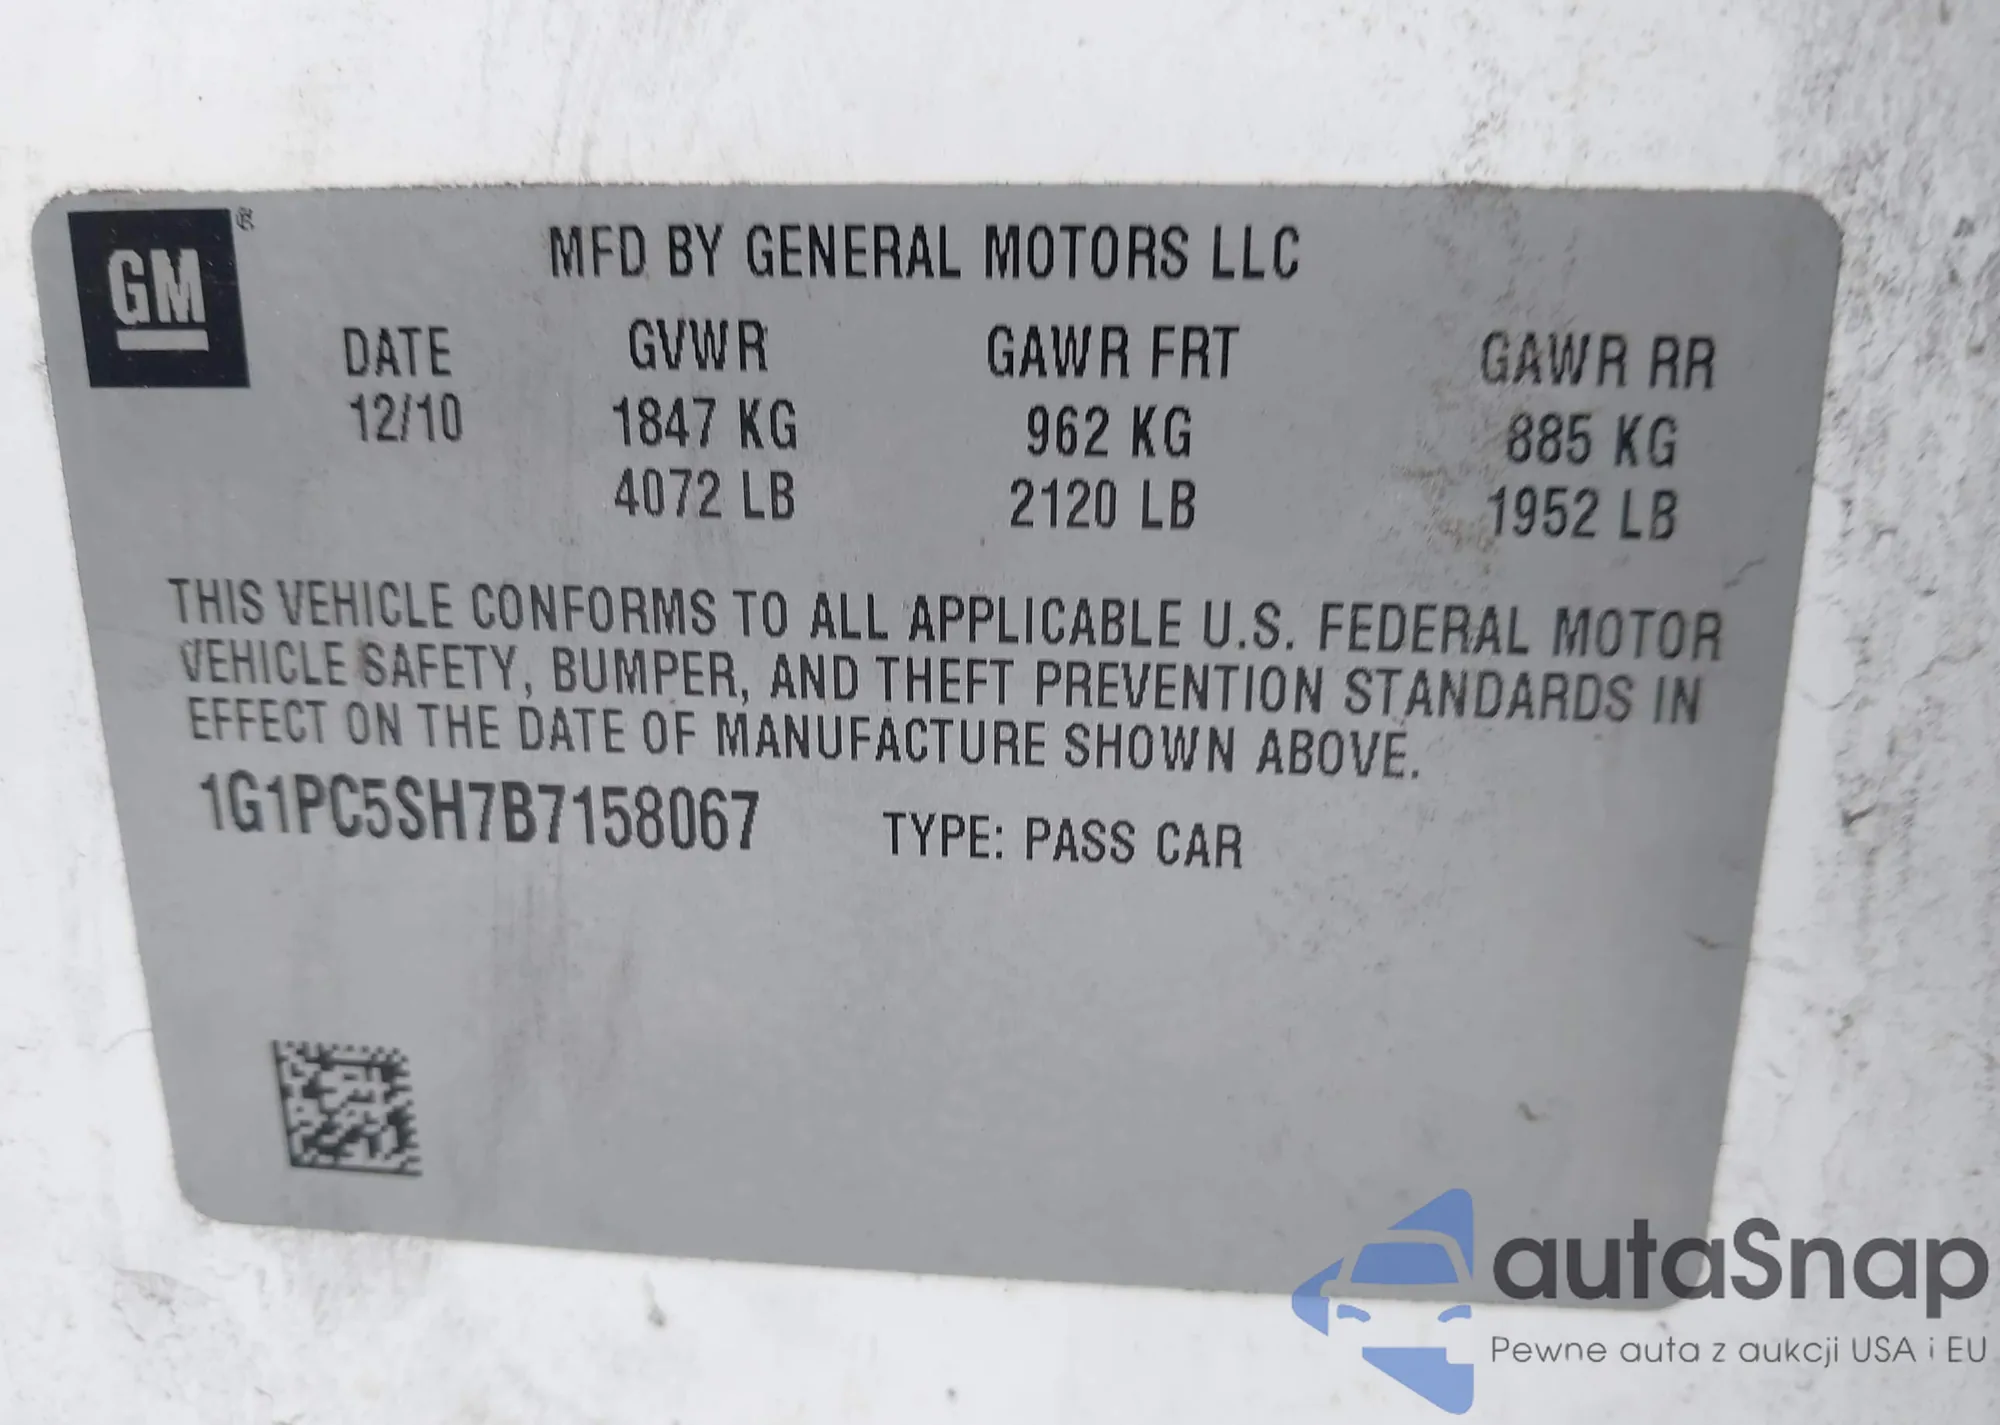 GM ®
MFD BY GENERAL MOTORS LLC
DATE GVWR GAWR FRT GAWR RR
12/10 1847 KG 962 KG 885 KG
4072 LB 2120 LB 1952 LB
THIS VEHICLE CONFORMS TO ALL APPLICABLE U.S. FEDERAL MOTOR
VEHICLE SAFETY, BUMPER, AND THEFT PREVENTION STANDARDS IN
EFFECT ON THE DATE OF MANUFACTURE SHOWN ABOVE.
1G1PC5SH7B7158067 TYPE: PASS CAR
autaSnap
Pewne auta z aukcji USA i EU